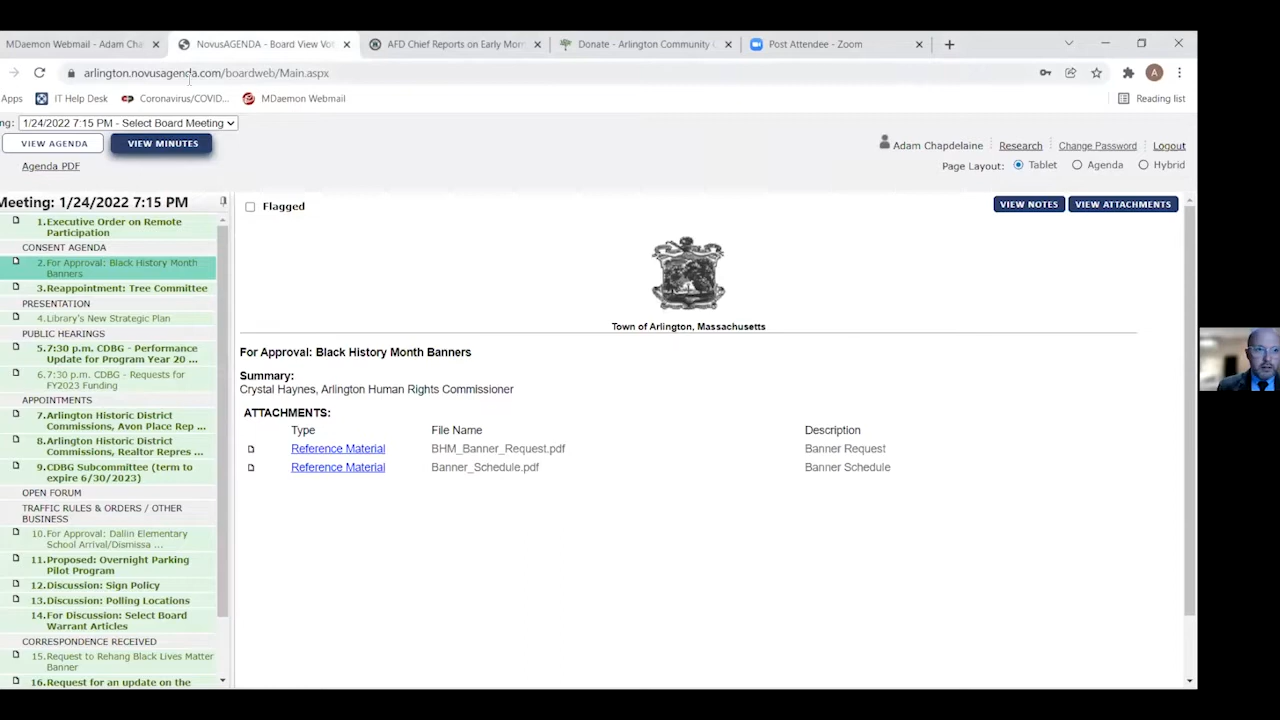 MDaemon Webmail - Adam Cha
NovusAGENDA - Board View Vot
AFD Chief Reports on Early Morn
Donate - Arlington Community
Post Attendee - Zoom
arlington.novusagenda.com/boardweb/Main.aspx
A
Apps
IT Help Desk
Coronavirus/COVID...
MDaemon Webmail
Reading list
ng:
1/24/2022 7:15 PM - Select Board Meeting
VIEW AGENDA
VIEW MINUTES
Agenda PDF
Adam Chapdelaine
Research
Change Password
Logout
Page Layout:
Tablet
Agenda
Hybrid
Meeting: 1/24/2022 7:15 PM
1.Executive Order on Remote
Participation
CONSENT AGENDA
2.For Approval: Black History Month
Banners
3.Reappointment: Tree Committee
PRESENTATION
4.Library's New Strategic Plan
PUBLIC HEARINGS
5.7:30 p.m. CDBG - Performance
Update for Program Year 20 ...
6.7:30 p.m. CDBG - Requests for
FY2023 Funding
APPOINTMENTS
7.Arlington Historic District
Commissions, Avon Place Rep ...
8.Arlington Historic District
Commissions, Realtor Repres ...
9.CDBG Subcommittee (term to
expire 6/30/2023)
OPEN FORUM
TRAFFIC RULES & ORDERS / OTHER
BUSINESS
10.For Approval: Dallin Elementary
School Arrival/Dismissa ...
11.Proposed: Overnight Parking
Pilot Program
12.Discussion: Sign Policy
13.Discussion: Polling Locations
14.For Discussion: Select Board
Warrant Articles
CORRESPONDENCE RECEIVED
15.Request to Rehang Black Lives Matter
Banner
16.Request for an update on the
Flagged
VIEW NOTES
VIEW ATTACHMENTS
Town of Arlington, Massachusetts
For Approval: Black History Month Banners
Summary:
Crystal Haynes, Arlington Human Rights Commissioner
ATTACHMENTS:
Type File Name Description
Reference Material BHM_Banner_Request.pdf Banner Request
Reference Material Banner_Schedule.pdf Banner Schedule